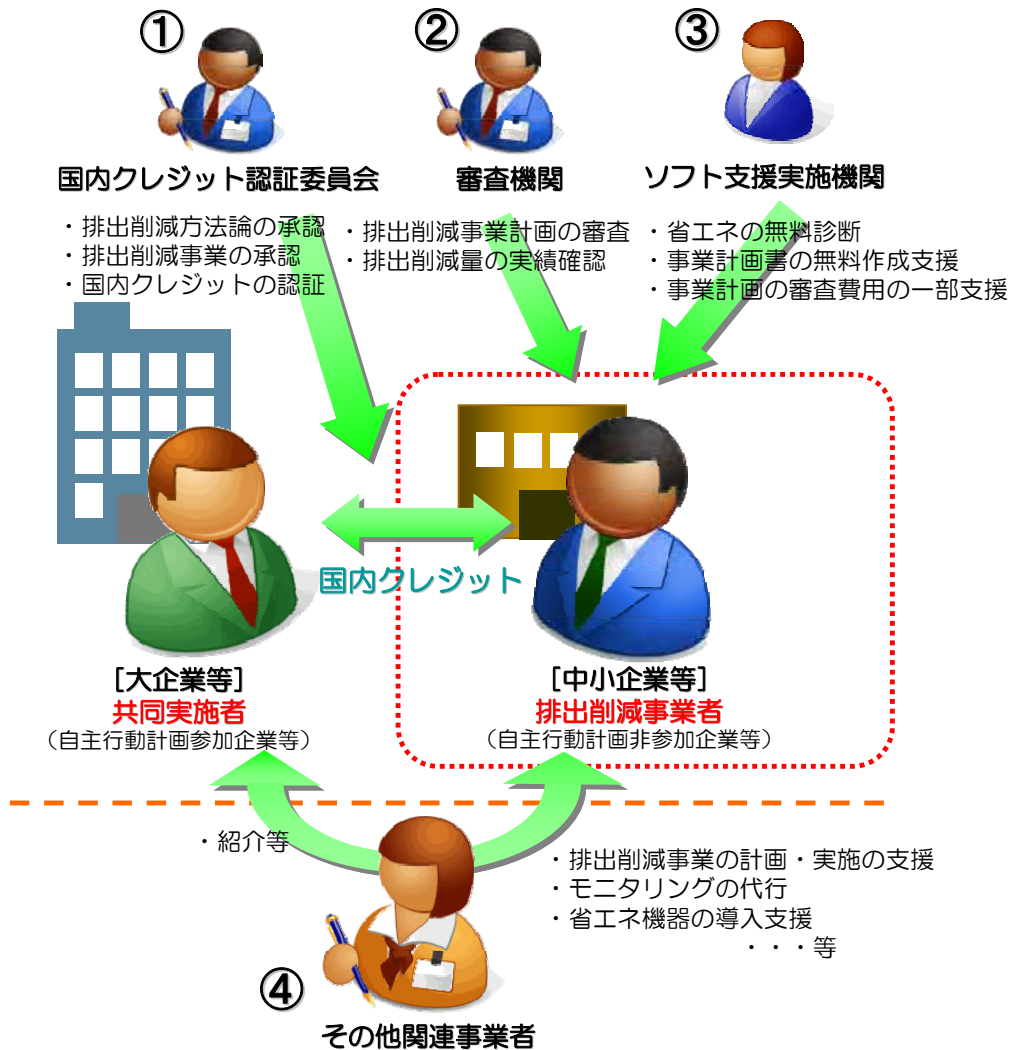 ①
国内クレジット認証委員会
・排出削減方法論の承認
・排出削減事業の承認
・国内クレジットの認証
②
審査機関
・排出削減事業計画の審査
・排出削減量の実績確認
③
ソフト支援実施機関
・省エネの無料診断
・事業計画書の無料作成支援
・事業計画の審査費用の一部支援
国内クレジット
[大企業等]
共同実施者
（自主行動計画参加企業等）
[中小企業等]
排出削減事業者
（自主行動計画非参加企業等）
・紹介等
・排出削減事業の計画・実施の支援
・モニタリングの代行
・省エネ機器の導入支援
・・・等
④
その他関連事業者